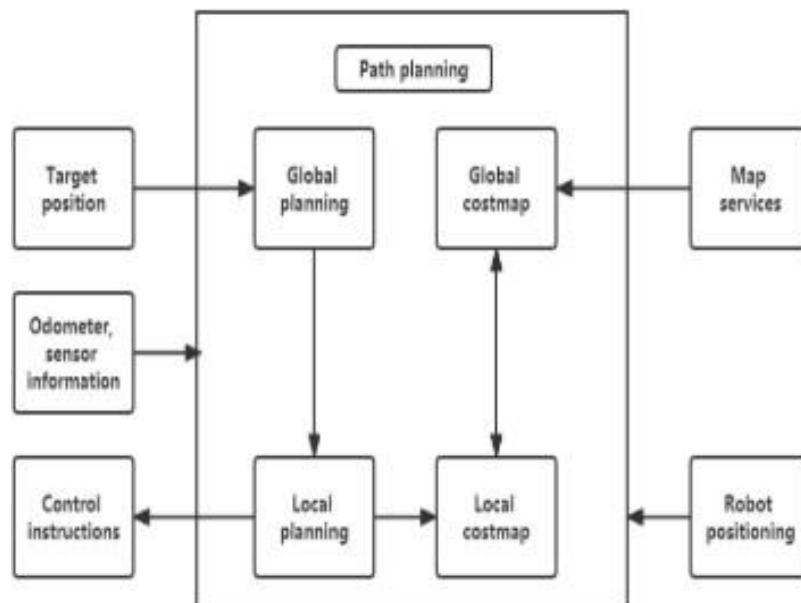 Path planning
Target
position
Global
planning
Global
costmap
Map
services
Odometer,
sensor
information
Control
instructions
Local
planning
Local
costmap
Robot
positioning